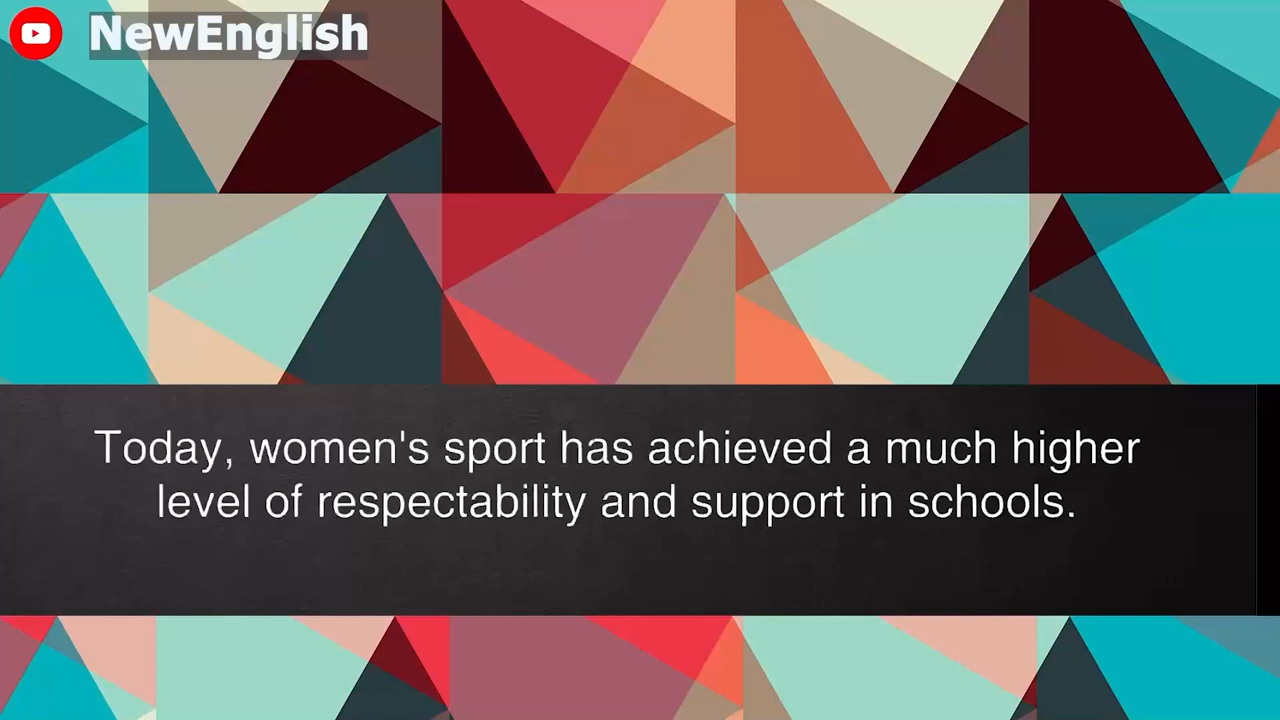 NewEnglish
Today, women's sport has achieved a much higher
level of respectability and support in schools.